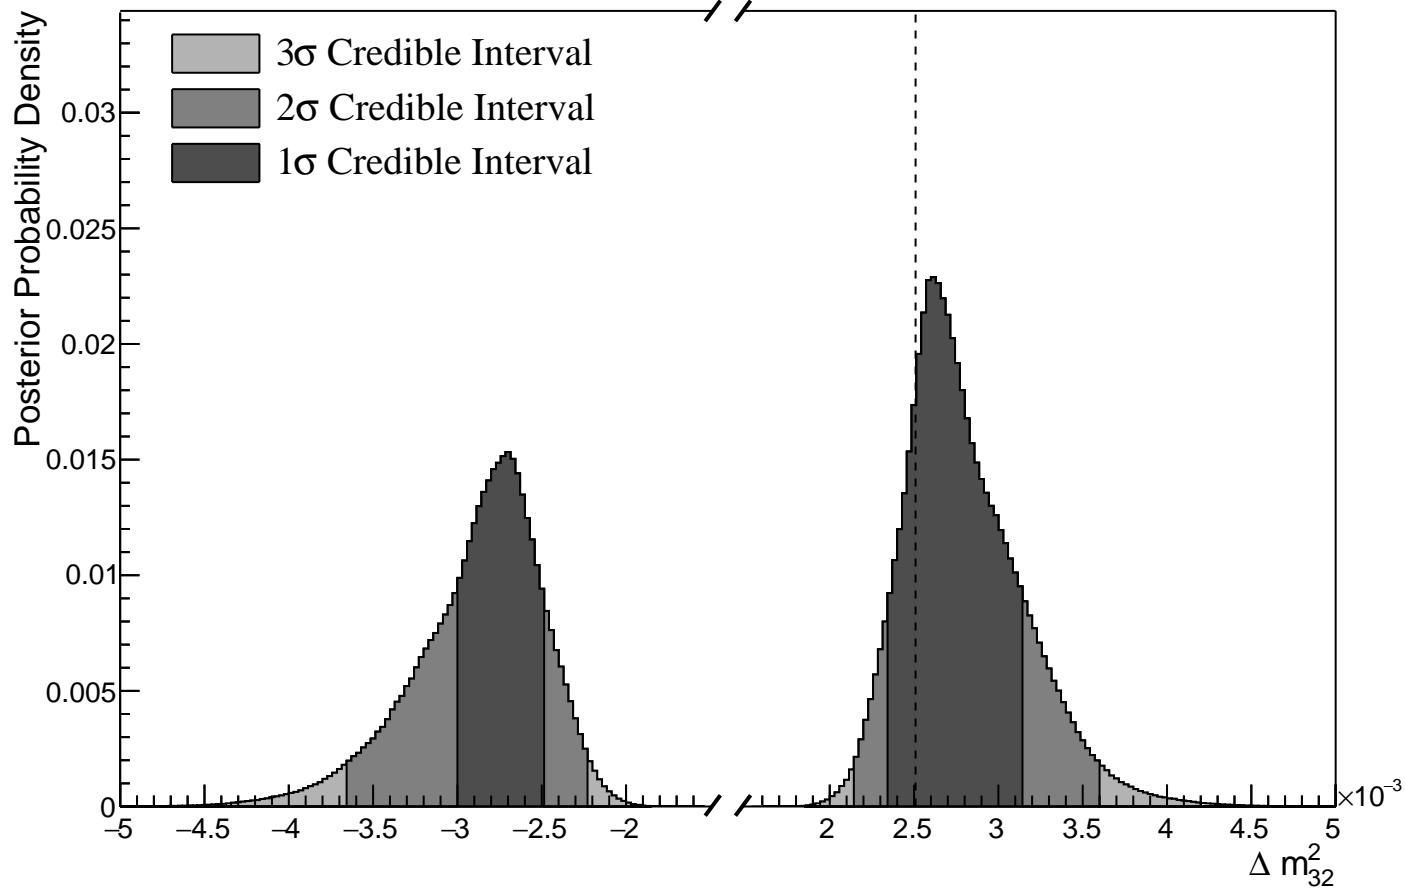 Posterior Probability Density
3σ Credible Interval
2σ Credible Interval
1σ Credible Interval
0.03
0.025
0.02
0.015
0.01
0.005
0
−5 −4.5 −4 −3.5 −3 −2.5 −2 2 2.5 3 3.5 4 4.5 5
×10⁻³
Δ m²₃₂